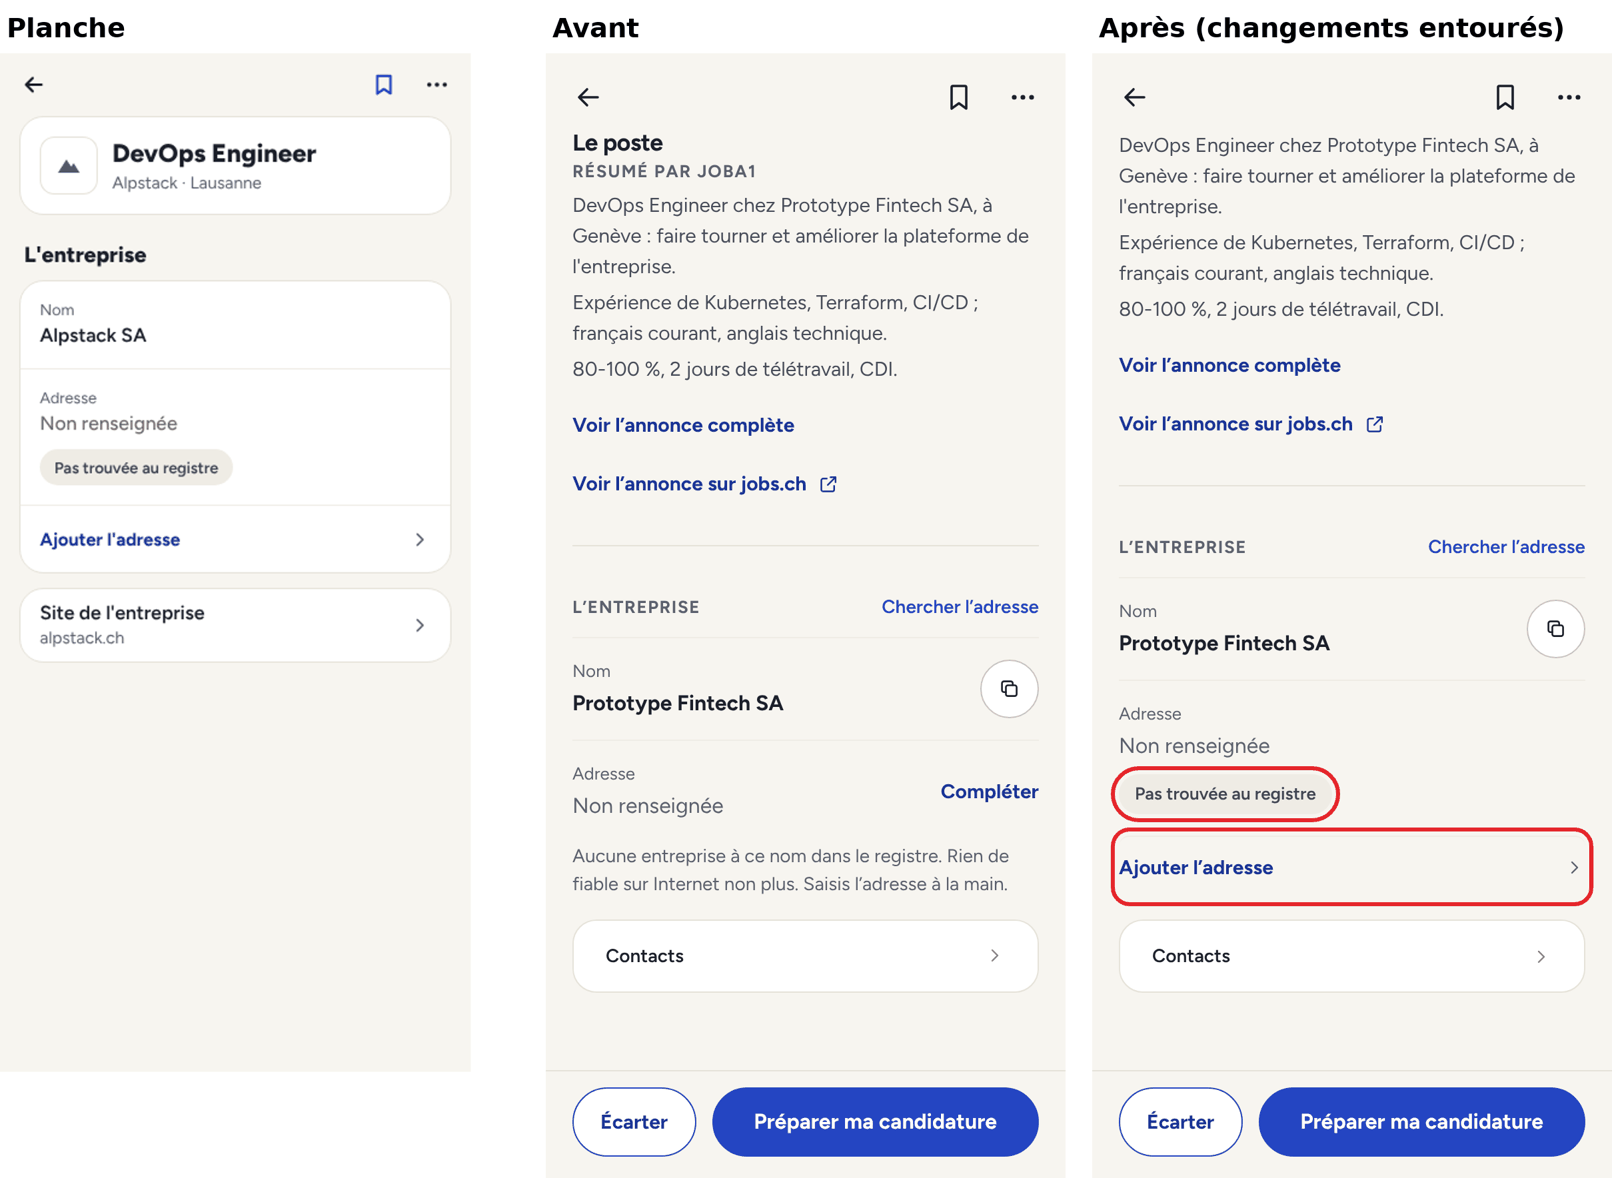 Planche
DevOps Engineer
Alpstack · Lausanne
L'entreprise
Nom
Alpstack SA
Adresse
Non renseignée
Pas trouvée au registre
Ajouter l'adresse
Site de l'entreprise
alpstack.ch
Avant
Le poste
RÉSUMÉ PAR JOBA1
DevOps Engineer chez Prototype Fintech SA, à
Genève : faire tourner et améliorer la plateforme de
l'entreprise.
Expérience de Kubernetes, Terraform, CI/CD ;
français courant, anglais technique.
80-100 %, 2 jours de télétravail, CDI.
Voir l’annonce complète
Voir l’annonce sur jobs.ch
L’ENTREPRISE
Chercher l’adresse
Nom
Prototype Fintech SA
Adresse
Non renseignée
Compléter
Aucune entreprise à ce nom dans le registre. Rien de
fiable sur Internet non plus. Saisis l’adresse à la main.
Contacts
Écarter
Préparer ma candidature
Après (changements entourés)
DevOps Engineer chez Prototype Fintech SA, à
Genève : faire tourner et améliorer la plateforme de
l'entreprise.
Expérience de Kubernetes, Terraform, CI/CD ;
français courant, anglais technique.
80-100 %, 2 jours de télétravail, CDI.
Voir l’annonce complète
Voir l’annonce sur jobs.ch
L’ENTREPRISE
Chercher l’adresse
Nom
Prototype Fintech SA
Adresse
Non renseignée
Pas trouvée au registre
Ajouter l’adresse
Contacts
Écarter
Préparer ma candidature